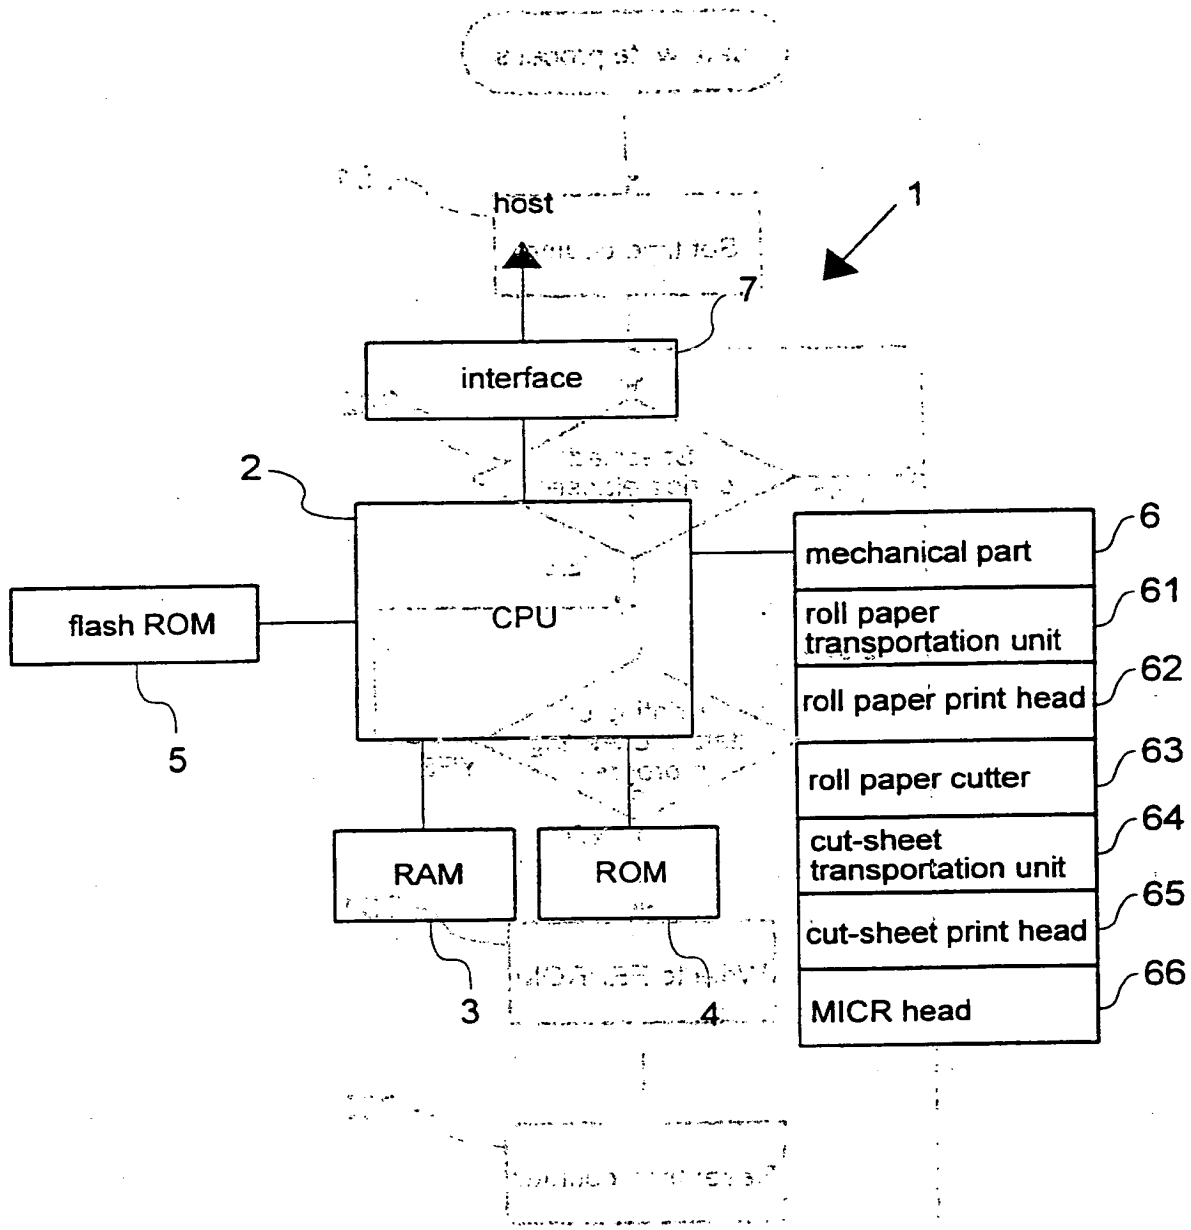 1
host
7
interface
2
CPU
flash ROM
5
RAM
3
ROM
4
mechanical part
6
roll paper
transportation unit
61
roll paper print head
62
roll paper cutter
63
cut-sheet
transportation unit
64
cut-sheet print head
65
MICR head
66